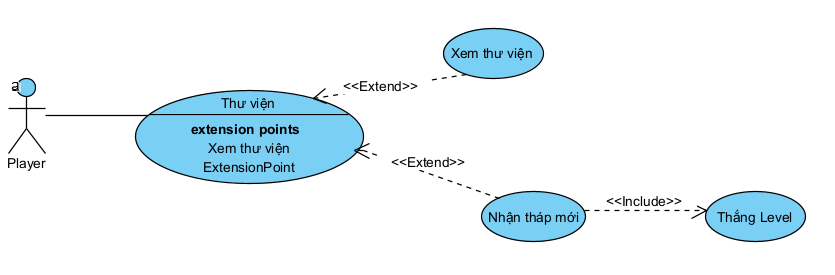 Xem thư viện
a
<<Extend>>
Thư viện
extension points
Xem thư viện
ExtensionPoint
Player
<<Extend>>
<<Include>>
Nhận tháp mới
Thắng Level